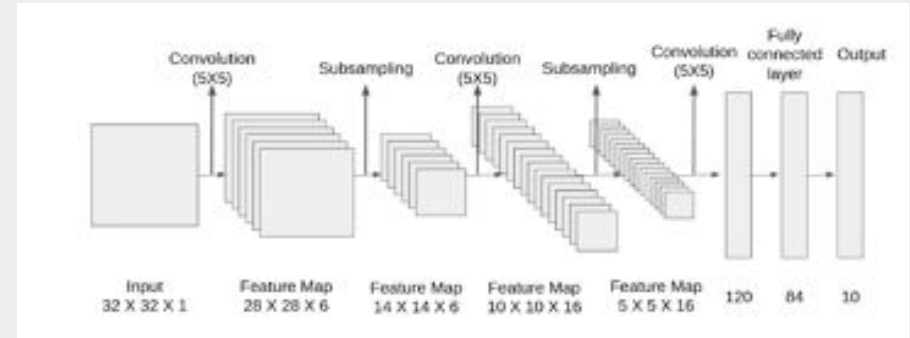 Convolution
(5X5)
Subsampling
Convolution
(5X5)
Subsampling
Convolution
(5X5)
Fully
connected
layer
Output
Input
32 X 32 X 1
Feature Map
28 X 28 X 6
Feature Map
14 X 14 X 6
Feature Map
10 X 10 X 16
Feature Map
5 X 5 X 16
120
84
10